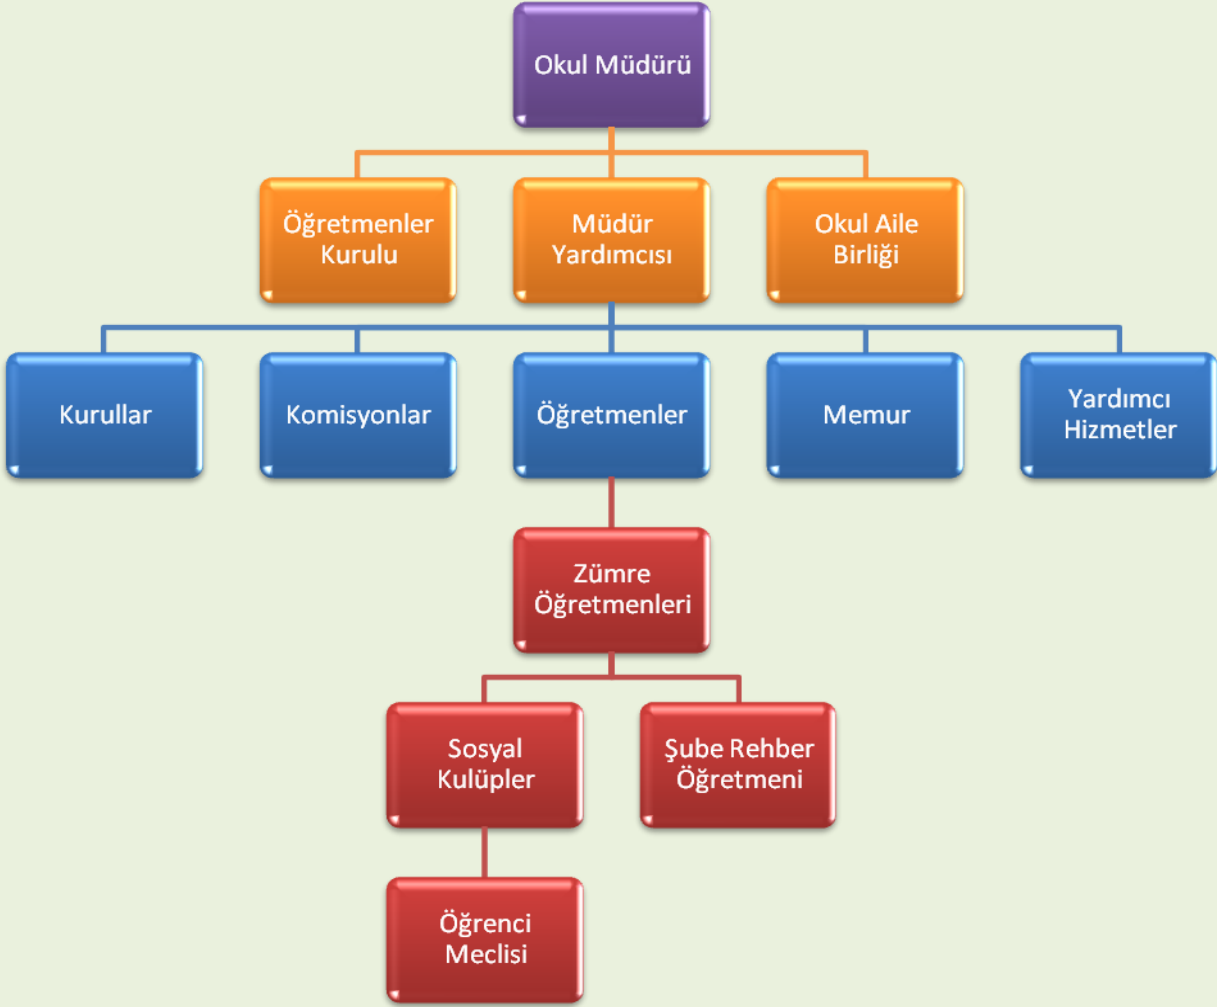 Okul Müdürü
Öğretmenler
Kurulu
Müdür
Yardımcısı
Okul Aile
Birliği
Kurullar
Komisyonlar
Öğretmenler
Memur
Yardımcı
Hizmetler
Zümre
Öğretmenleri
Sosyal
Kulüpler
Şube Rehber
Öğretmeni
Öğrenci
Meclisi